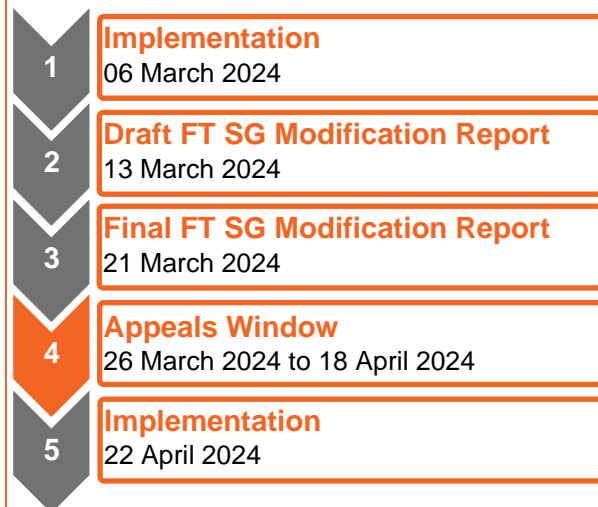 1
Implementation
06 March 2024
2
Draft FT SG Modification Report
13 March 2024
3
Final FT SG Modification Report
21 March 2024
4
Appeals Window
26 March 2024 to 18 April 2024
5
Implementation
22 April 2024